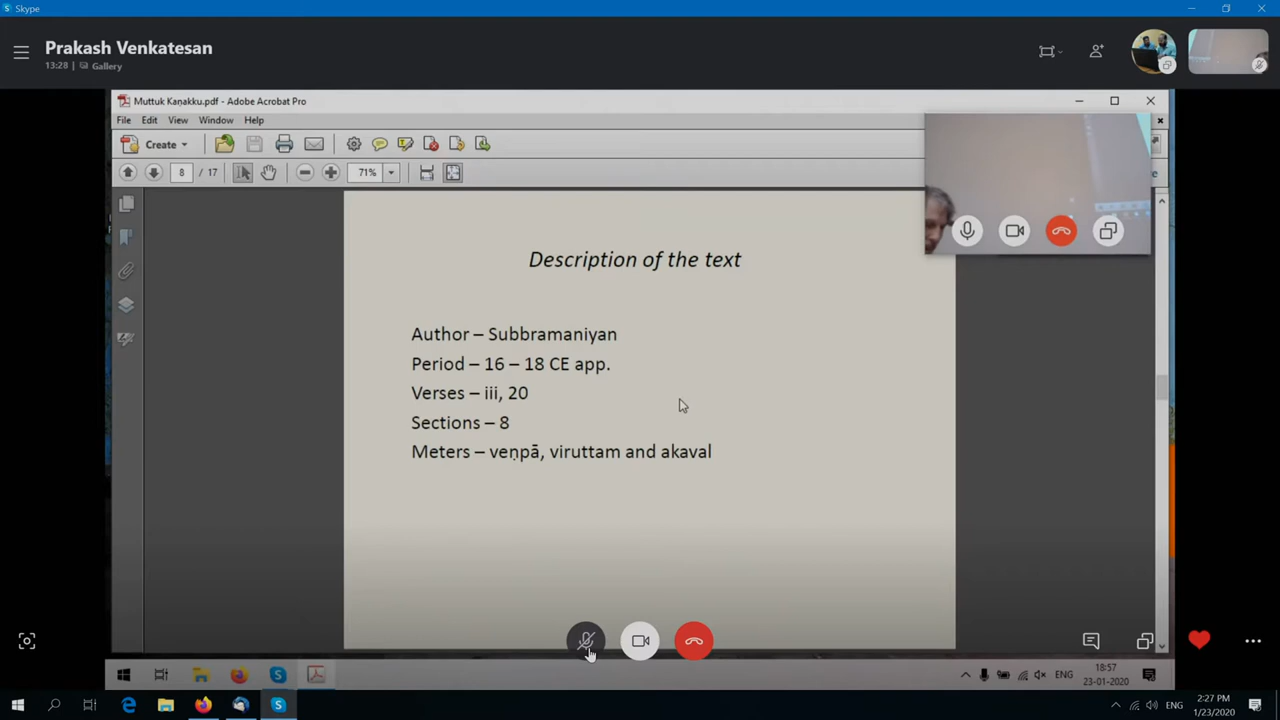 Skype
Prakash Venkatesan
13:28 | Gallery
Muttuk Kaṇakku.pdf - Adobe Acrobat Pro
File Edit View Window Help
Create
8 / 17 71%
Description of the text
Author – Subbramaniyan
Period – 16 – 18 CE app.
Verses – iii, 20
Sections – 8
Meters – veṇpā, viruttam and akaval
ENG
18:57
23-01-2020
ENG
2:27 PM
1/23/2020